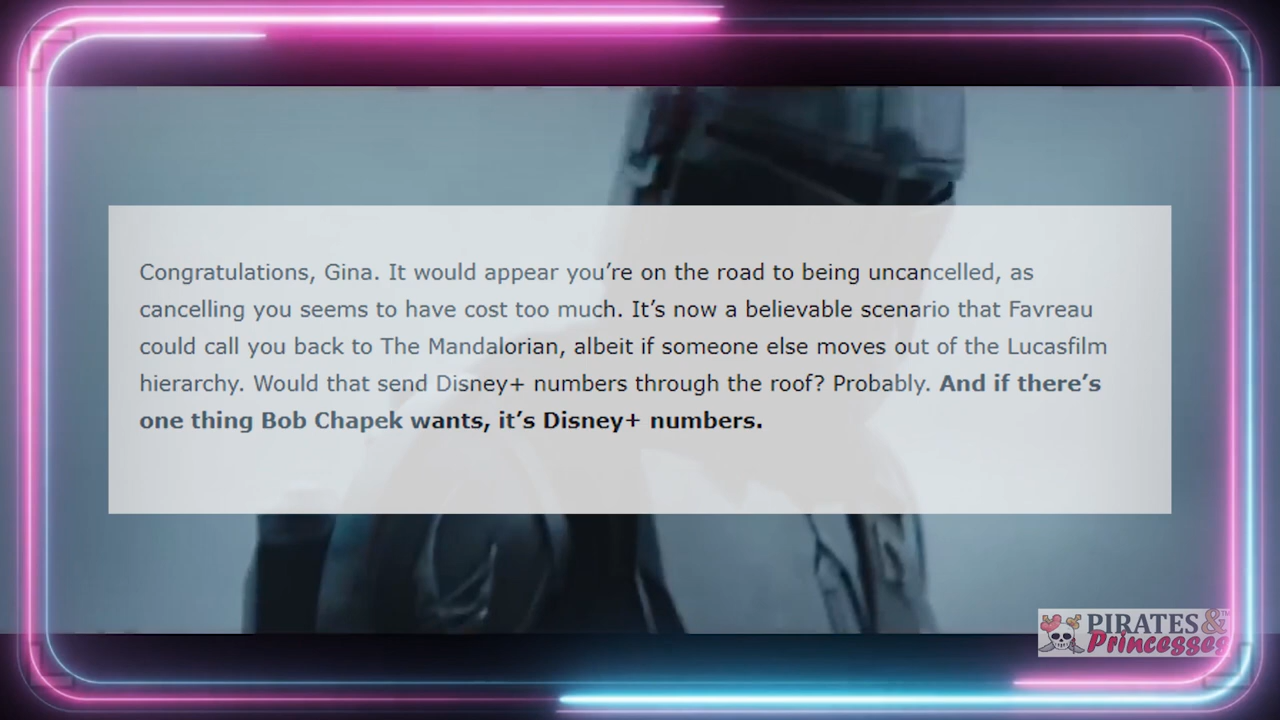 Congratulations, Gina. It would appear you're on the road to being uncancelled, as
cancelling you seems to have cost too much. It's now a believable scenario that Favreau
could call you back to The Mandalorian, albeit if someone else moves out of the Lucasfilm
hierarchy. Would that send Disney+ numbers through the roof? Probably. And if there's
one thing Bob Chapek wants, it's Disney+ numbers.
PIRATES&™
Princesses